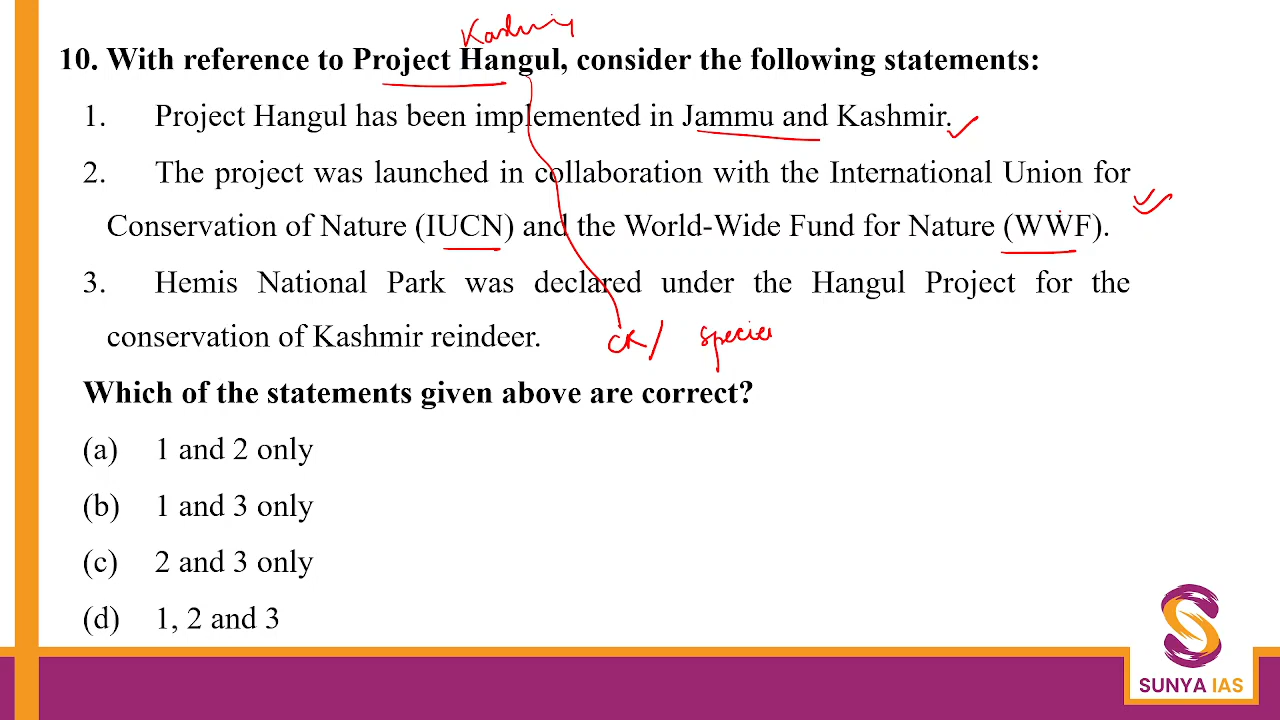 Kashmir
10. With reference to Project Hangul, consider the following statements:
1. Project Hangul has been implemented in Jammu and Kashmir.
2. The project was launched in collaboration with the International Union for
Conservation of Nature (IUCN) and the World-Wide Fund for Nature (WWF).
3. Hemis National Park was declared under the Hangul Project for the
conservation of Kashmir reindeer.
CR/ species
Which of the statements given above are correct?
(a) 1 and 2 only
(b) 1 and 3 only
(c) 2 and 3 only
(d) 1, 2 and 3
SUNYA IAS